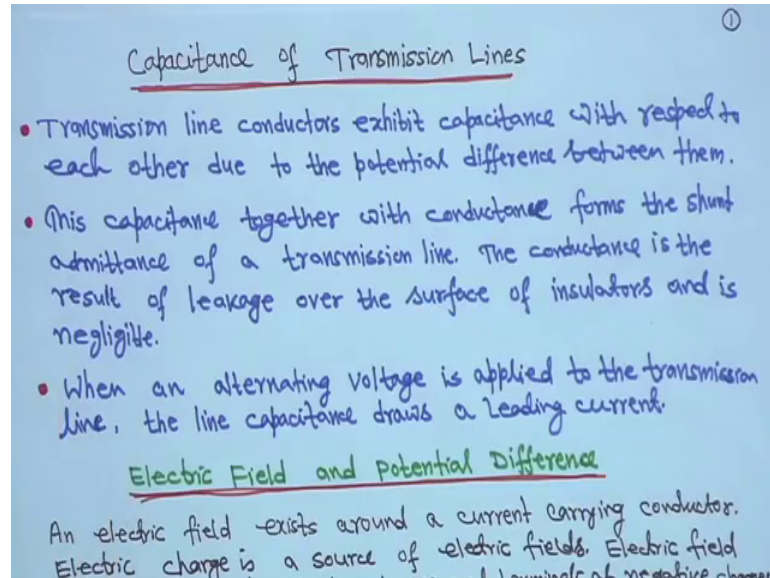 ①
Capacitance of Transmission Lines
• Transmission line conductors exhibit capacitance with respect to
each other due to the potential difference between them.
• This capacitance together with conductance forms the shunt
admittance of a transmission line. The conductance is the
result of leakage over the surface of insulators and is
negligible.
• When an alternating voltage is applied to the transmission
line, the line capacitance draws a leading current.
Electric Field and Potential Difference
An electric field exists around a current carrying conductor.
Electric charge is a source of electric fields. Electric field
of negative